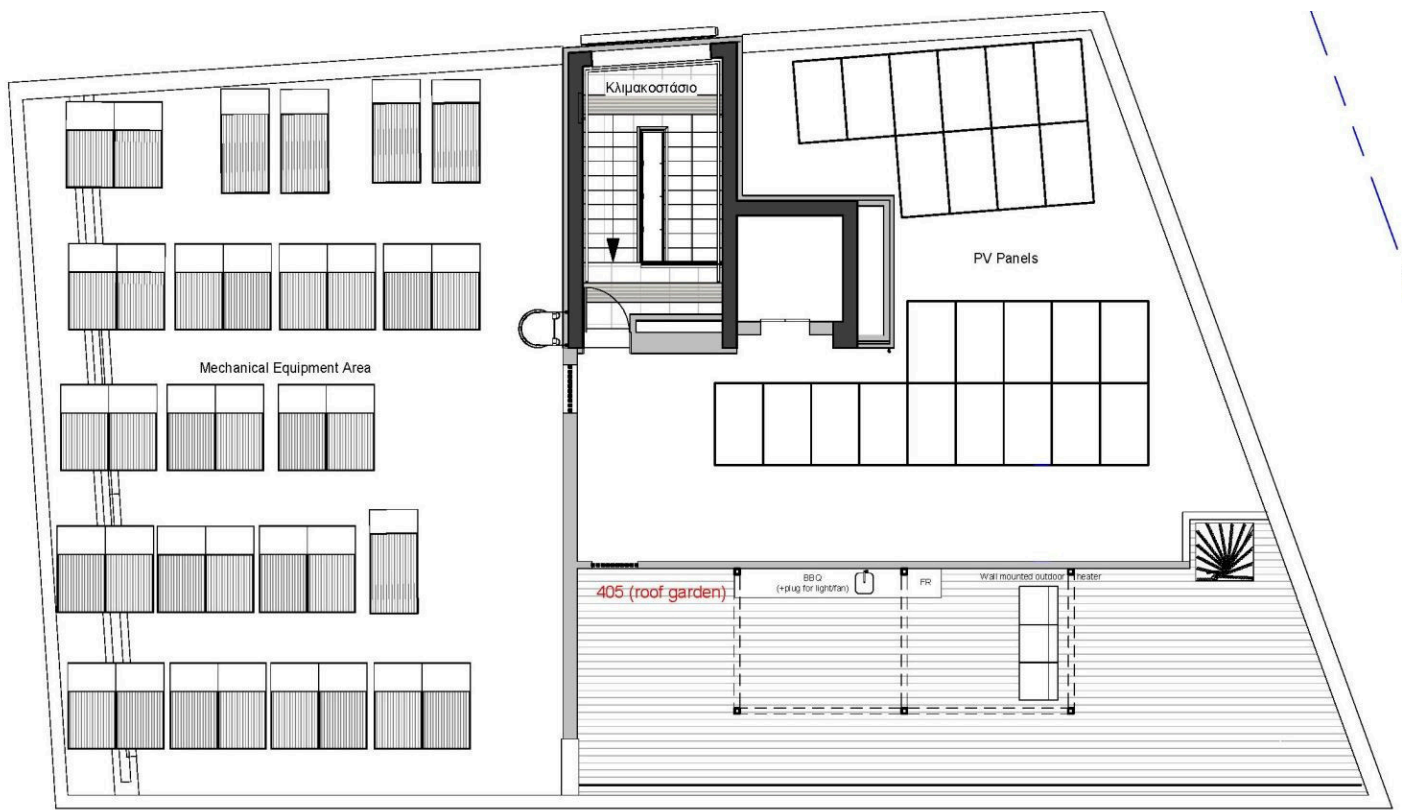 Κλιμακοστάσιο
PV Panels
Mechanical Equipment Area
405 (roof garden)
BBQ
(+plug for light/fan)
FR
Wall mounted outdoor heater